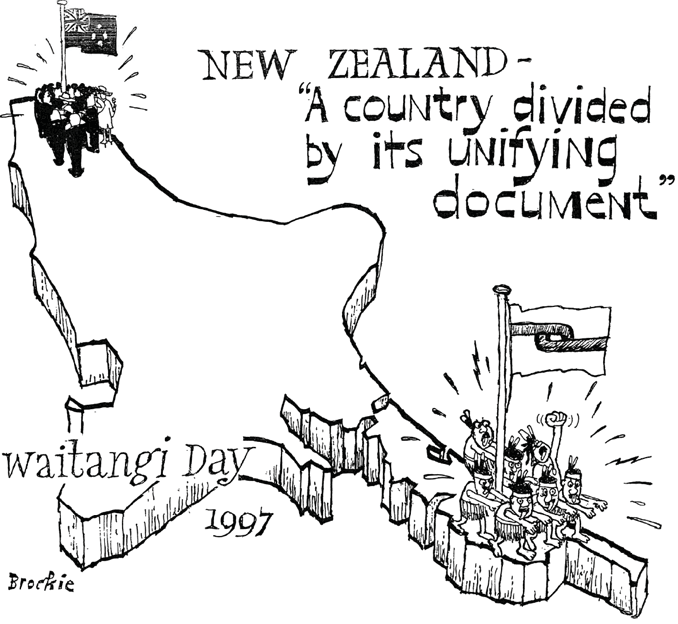 NEW ZEALAND -
"A country divided
by its unifying
document"
Waitangi Day
1997
Brockie